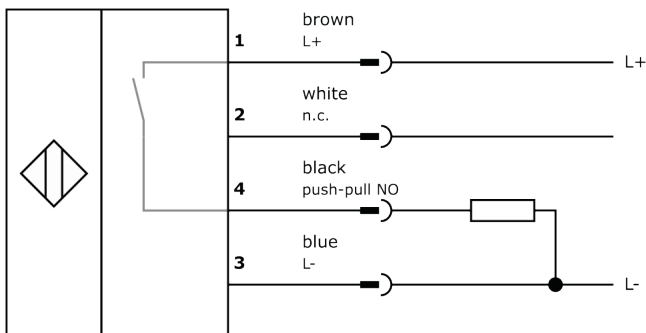 brown
1
L+
L+
white
2
n.c.
black
4
push-pull NO
blue
3
L-
L-